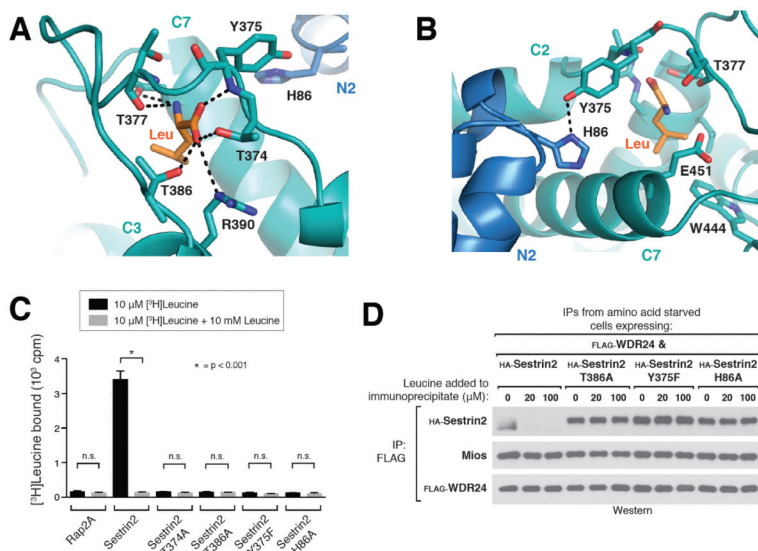 A
C7
Y375
N2
H86
T377
Leu
T374
T386
R390
C3
B
C2
T377
Y375
H86
Leu
E451
N2
C7
W444
C
10 μM [³H]Leucine
10 μM [³H]Leucine + 10 mM Leucine
* = p < 0.001
[³H]Leucine bound (10³ cpm)
4
3
2
1
0
n.s.
*
n.s.
n.s.
n.s.
n.s.
Rap2A
Sestrin2
Sestrin2 T374A
Sestrin2 T386A
Sestrin2 Y375F
Sestrin2 H86A
D
IPs from amino acid starved
cells expressing:
FLAG-WDR24 &
HA-Sestrin2 HA-Sestrin2 T386A HA-Sestrin2 Y375F HA-Sestrin2 H86A
Leucine added to
immunoprecipitate (μM):
0 20 100 0 20 100 0 20 100 0 20 100
IP:
FLAG
HA-Sestrin2
Mios
FLAG-WDR24
Western